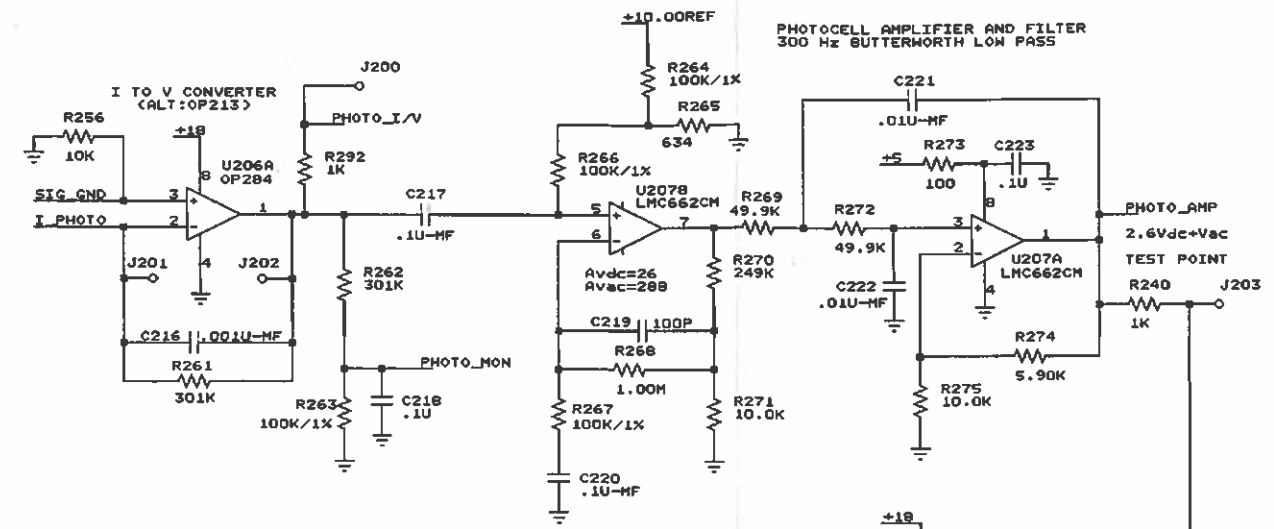 +10.00REF
PHOTOCELL AMPLIFIER AND FILTER
300 Hz BUTTERWORTH LOW PASS
J200
R264
100K/1%
C221
.01U-MF
I TO V CONVERTER
(ALT:OP213)
R256
10K
+18
PHOTO_I/V
R265
634
R292
1K
U206A
OP284
8
R266
100K/1%
R273
100
+5
C223
.1U
SIG_GND
3
I_PHOTO
2
1
4
C217
.1U-MF
U207B
LMC662CM
5
6
7
R269
49.9K
R272
49.9K
8
3
2
1
4
U207A
LMC662CM
PHOTO_AMP
2.6Vdc+Vac
TEST POINT
J201
J202
R262
301K
Avdc=26
Avac=288
R270
249K
C222
.01U-MF
R240
1K
J203
C216
.001U-MF
R261
301K
PHOTO_MON
C219
100P
R268
1.00M
R274
5.90K
R263
100K/1%
C218
.1U
R267
100K/1%
R271
10.0K
R275
10.0K
C220
.1U-MF
+18